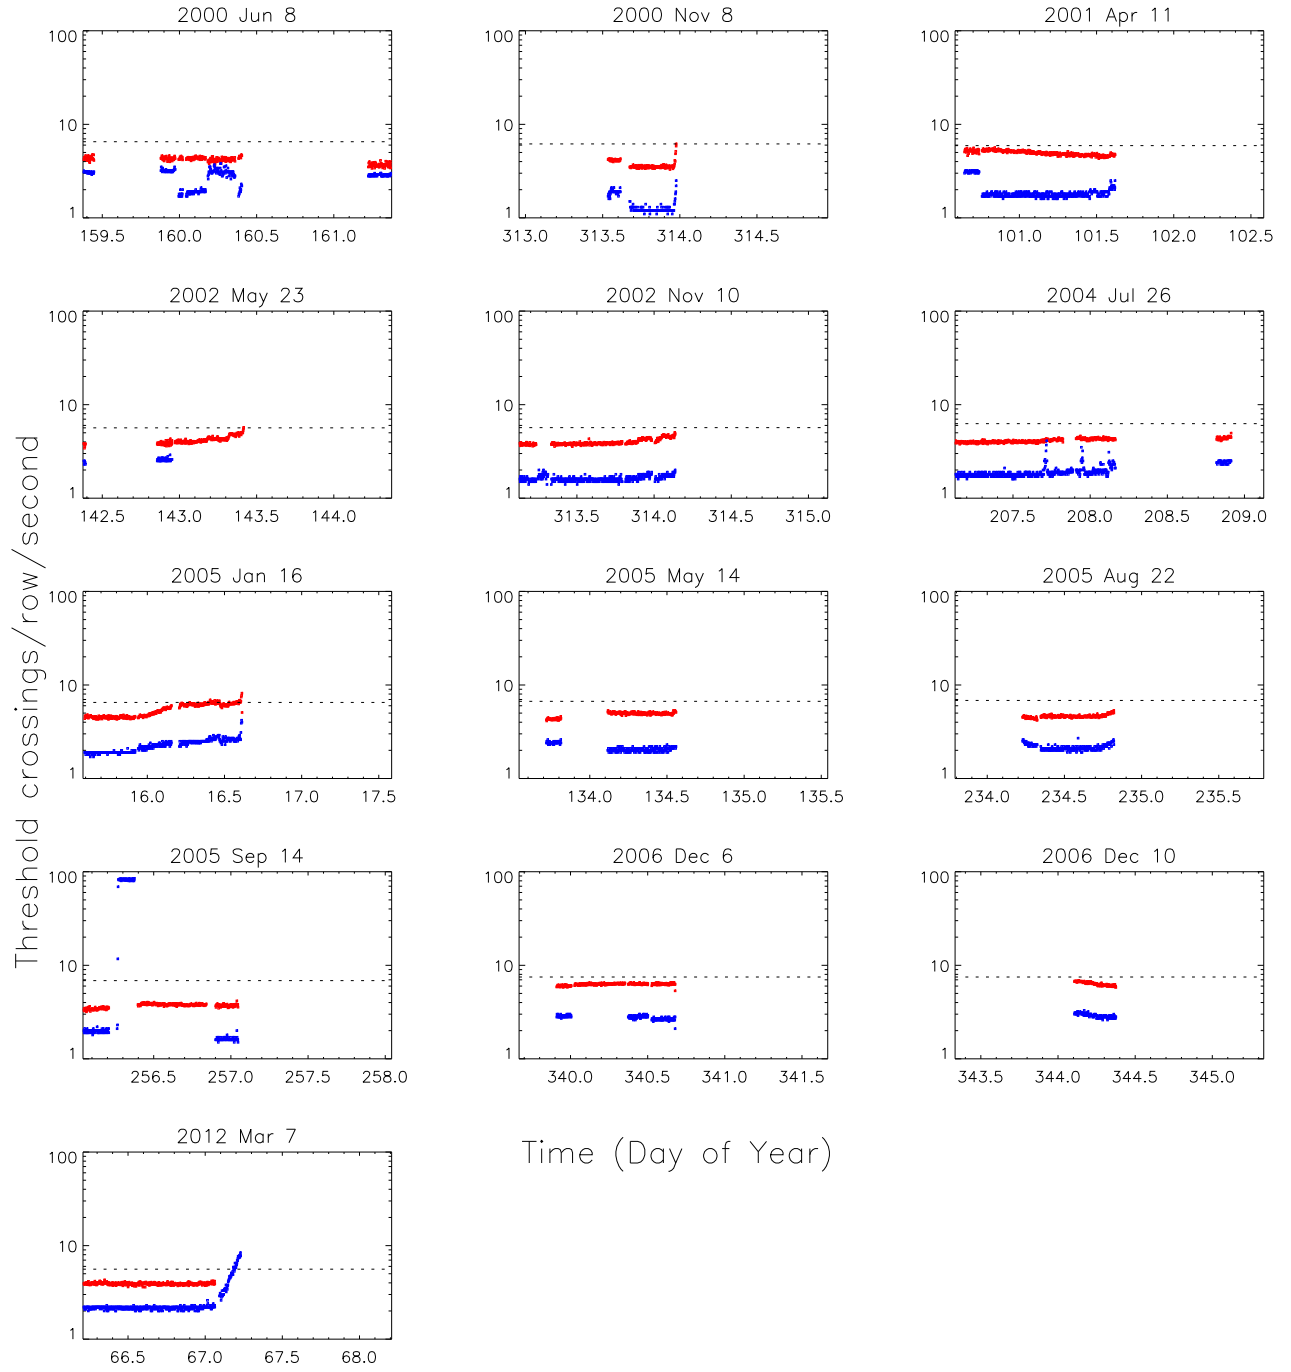 2000 Jun 8
2000 Nov 8
2001 Apr 11
100
10
1
159.5 160.0 160.5 161.0
100
10
1
313.0 313.5 314.0 314.5
100
10
1
101.0 101.5 102.0 102.5
2002 May 23
2002 Nov 10
2004 Jul 26
100
10
1
142.5 143.0 143.5 144.0
100
10
1
313.5 314.0 314.5 315.0
100
10
1
207.5 208.0 208.5 209.0
Threshold crossings/row/second
2005 Jan 16
2005 May 14
2005 Aug 22
100
10
1
16.0 16.5 17.0 17.5
100
10
1
134.0 134.5 135.0 135.5
100
10
1
234.0 234.5 235.0 235.5
2005 Sep 14
2006 Dec 6
2006 Dec 10
100
10
1
256.5 257.0 257.5 258.0
100
10
1
340.0 340.5 341.0 341.5
100
10
1
343.5 344.0 344.5 345.0
2012 Mar 7
100
10
1
66.5 67.0 67.5 68.0
Time (Day of Year)